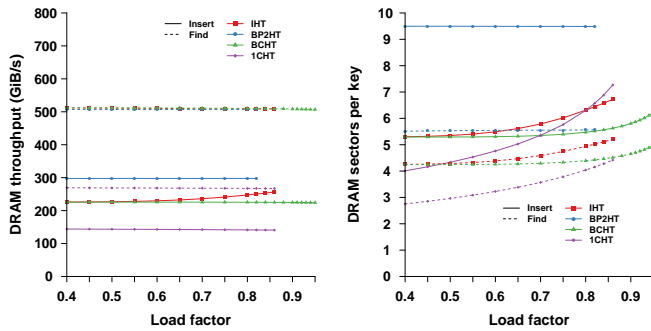 800
700
600
500
400
300
200
100
0
DRAM throughput (GiB/s)
Insert
Find
IHT
BP2HT
BCHT
1CHT
0.4
0.5
0.6
0.7
0.8
0.9
Load factor
10
9
8
7
6
5
4
3
2
1
0
DRAM sectors per key
Insert
Find
IHT
BP2HT
BCHT
1CHT
0.4
0.5
0.6
0.7
0.8
0.9
Load factor